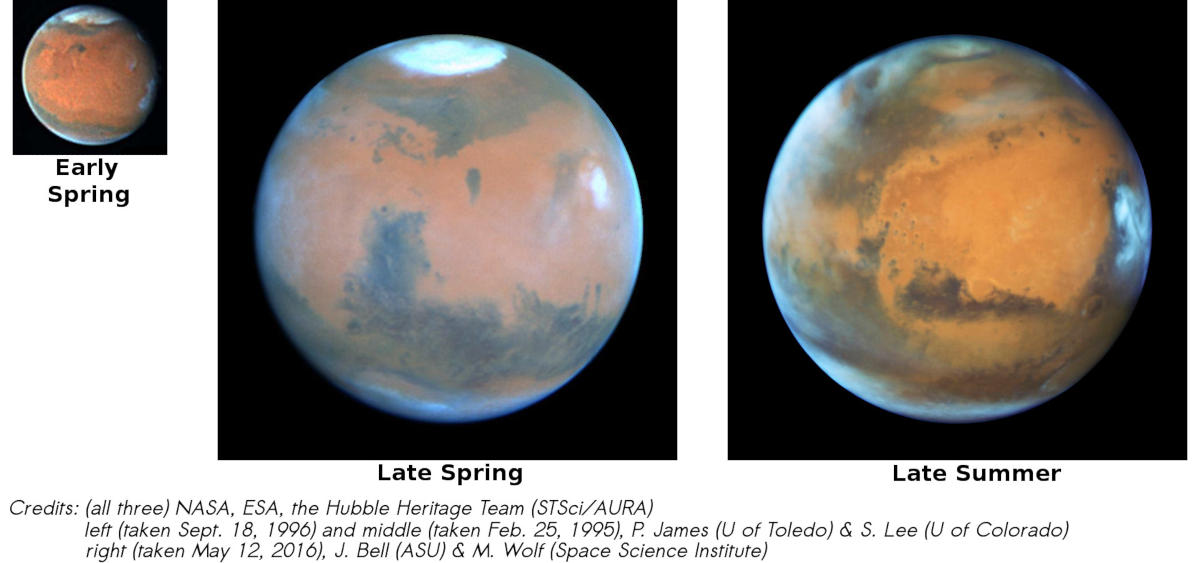 Early
Spring
Late Spring
Late Summer
Credits: (all three) NASA, ESA, the Hubble Heritage Team (STSci/AURA)
left (taken Sept. 18, 1996) and middle (taken Feb. 25, 1995), P. James (U of Toledo) & S. Lee (U of Colorado)
right (taken May 12, 2016), J. Bell (ASU) & M. Wolf (Space Science Institute)